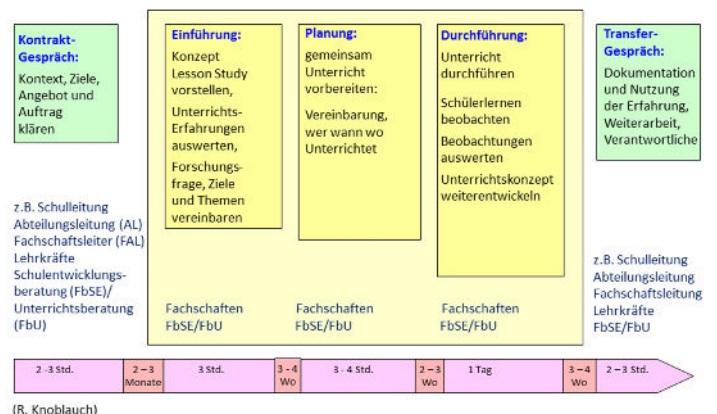 Kontrakt-
Gespräch:
Kontext, Ziele,
Angebot und
Auftrag
klären
z.B. Schulleitung
Abteilungsleitung (AL)
Fachschaftsleiter (FAL)
Lehrkräfte
Schulentwicklungs-
beratung (FbSE)/
Unterrichtsberatung
(FbU)
Einführung:
Konzept
Lesson Study
vorstellen,
Unterrichts-
Erfahrungen
auswerten,
Forschungs-
frage, Ziele
und Themen
vereinbaren
Fachschaften
FbSE/FbU
Planung:
gemeinsam
Unterricht
vorbereiten:
Vereinbarung,
wer wann wo
Unterrichtet
Fachschaften
FbSE/FbU
Durchführung:
Unterricht
durchführen
Schülerlernen
beobachten
Beobachtungen
auswerten
Unterrichtskonzept
weiterentwickeln
Fachschaften
FbSE/FbU
Transfer-
Gespräch:
Dokumentation
und Nutzung
der Erfahrung,
Weiterarbeit,
Verantwortliche
z.B. Schulleitung
Abteilungsleitung
Fachschaftsleitung
Lehrkräfte
FbSE/FbU
2 -3 Std.
2 – 3
Monate
3 Std.
3 - 4
Wo
3 - 4 Std.
2 – 3
Wo
1 Tag
3 – 4
Wo
2 – 3 Std.
(R. Knoblauch)